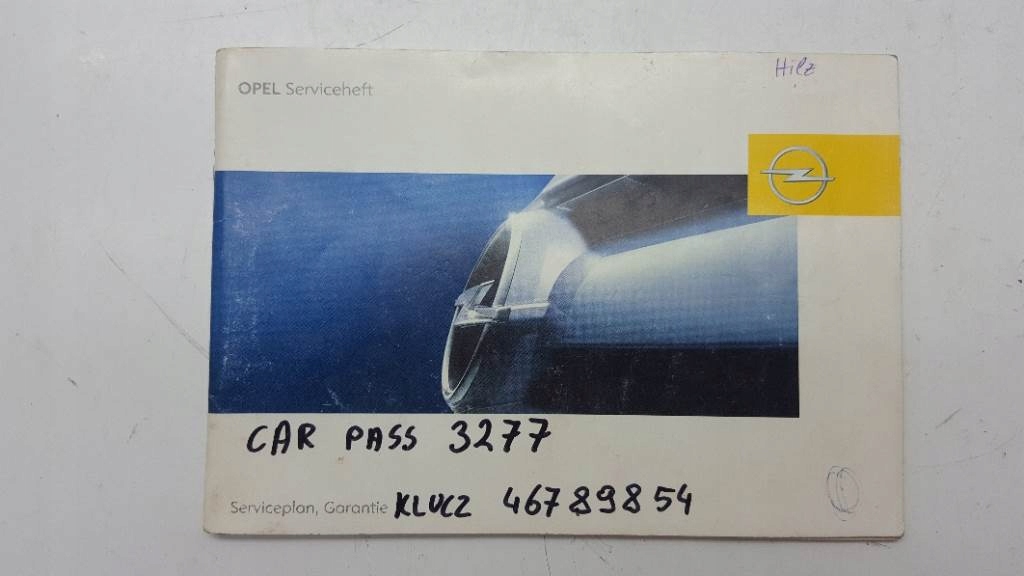 Hilz
OPEL Serviceheft
CAR PASS 3277
Serviceplan, Garantie KLUCZ 46789854